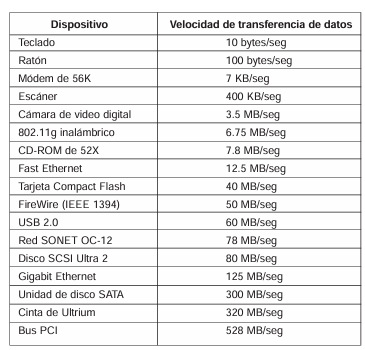 Dispositivo Velocidad de transferencia de datos
Teclado 10 bytes/seg
Ratón 100 bytes/seg
Módem de 56K 7 KB/seg
Escáner 400 KB/seg
Cámara de video digital 3.5 MB/seg
802.11g inalámbrico 6.75 MB/seg
CD-ROM de 52X 7.8 MB/seg
Fast Ethernet 12.5 MB/seg
Tarjeta Compact Flash 40 MB/seg
FireWire (IEEE 1394) 50 MB/seg
USB 2.0 60 MB/seg
Red SONET OC-12 78 MB/seg
Disco SCSI Ultra 2 80 MB/seg
Gigabit Ethernet 125 MB/seg
Unidad de disco SATA 300 MB/seg
Cinta de Ultrium 320 MB/seg
Bus PCI 528 MB/seg